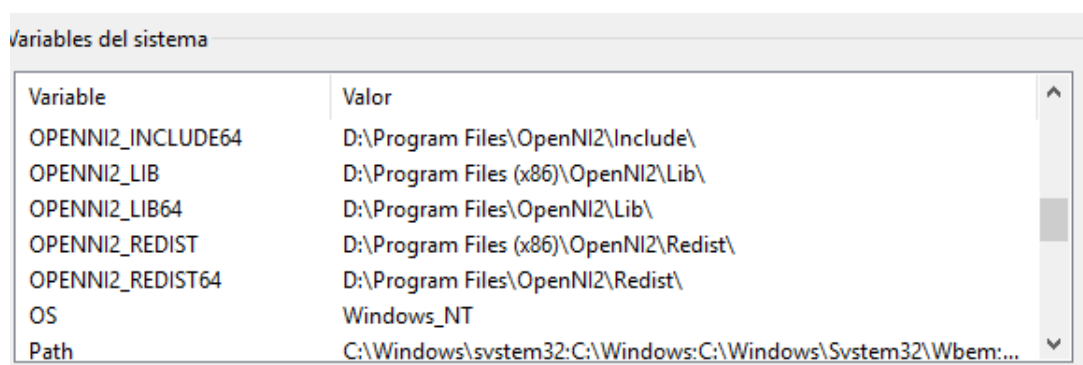 Variables del sistema
Variable Valor
OPENNI2_INCLUDE64 D:\Program Files\OpenNI2\Include\
OPENNI2_LIB D:\Program Files (x86)\OpenNI2\Lib\
OPENNI2_LIB64 D:\Program Files\OpenNI2\Lib\
OPENNI2_REDIST D:\Program Files (x86)\OpenNI2\Redist\
OPENNI2_REDIST64 D:\Program Files\OpenNI2\Redist\
OS Windows_NT
Path C:\Windows\system32;C:\Windows;C:\Windows\System32\Wbem;...